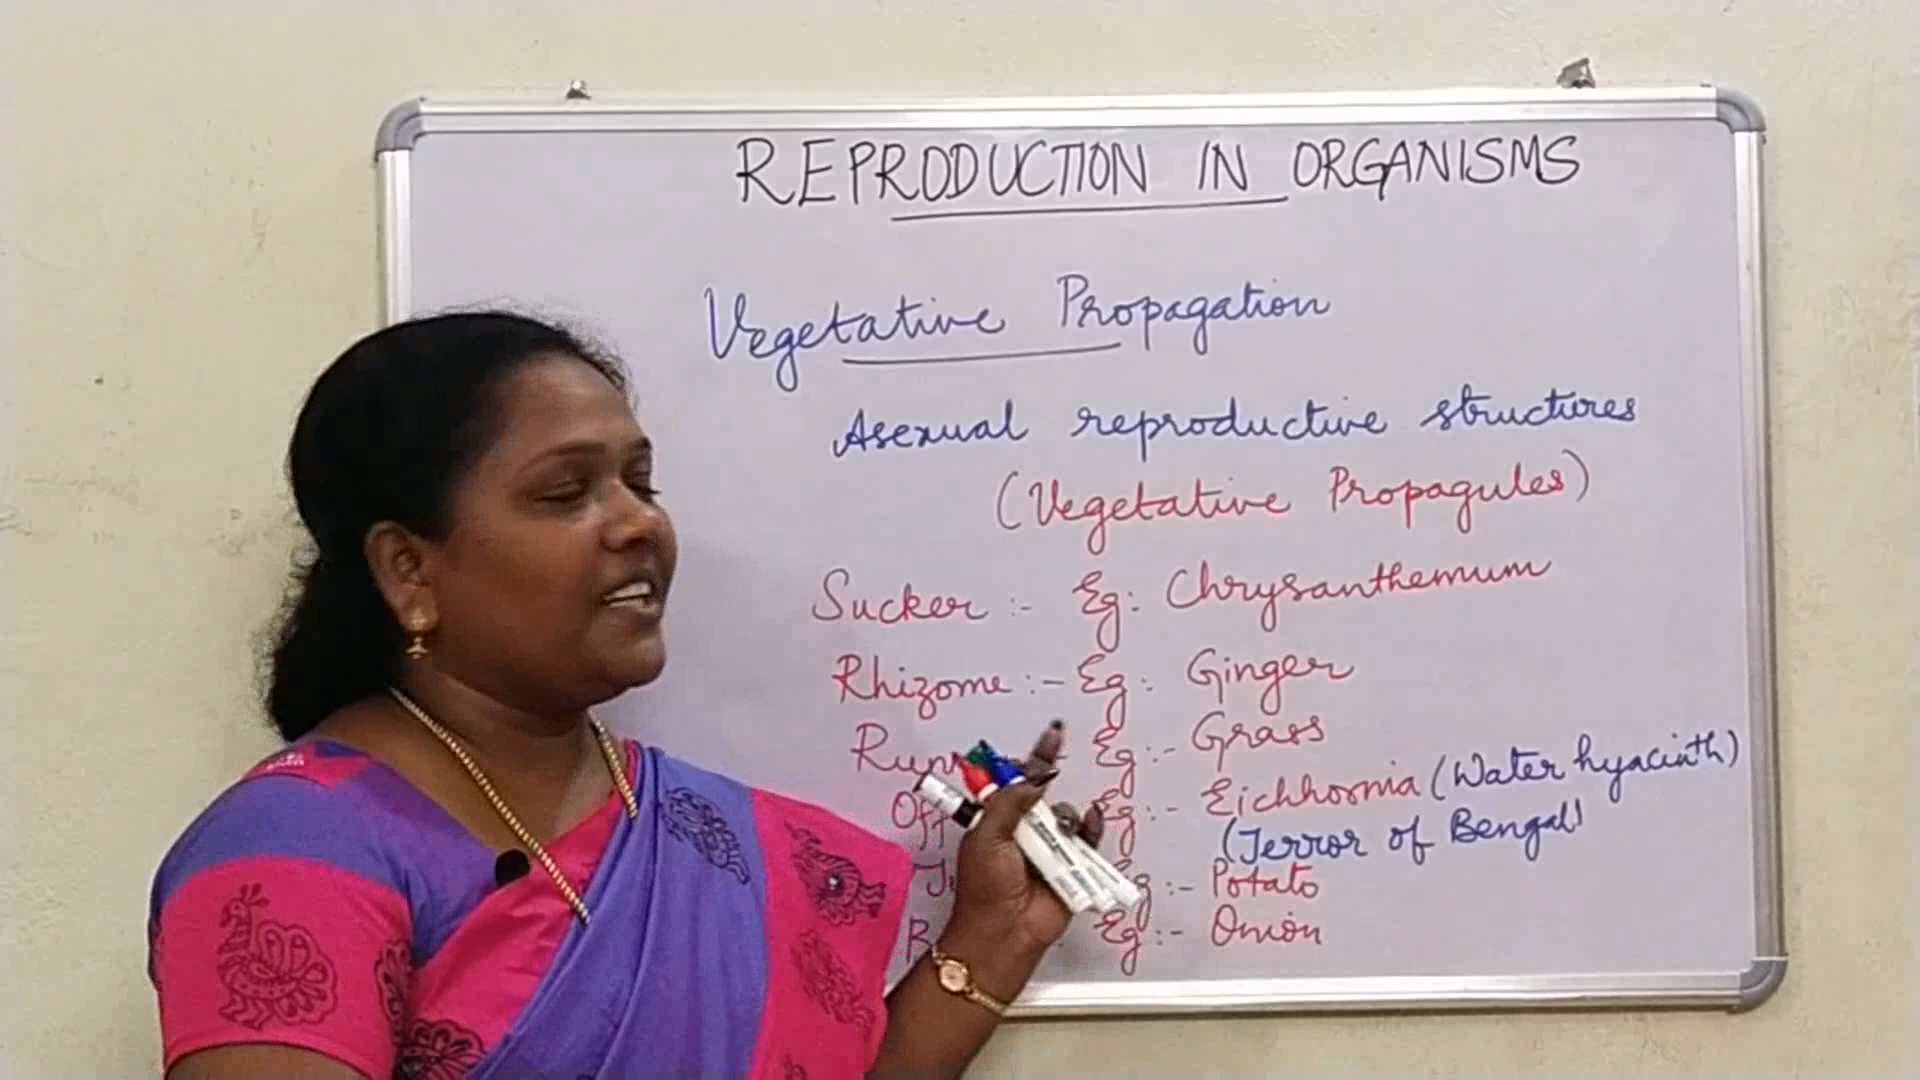 REPRODUCTION IN ORGANISMS
Vegetative Propagation
Asexual reproductive structures
(Vegetative Propagules)
Sucker :- Eg: Chrysanthemum
Rhizome :- Eg: Ginger
Eg :- Grass
Eg :- Eichhornia (Water hyacinth)
(Terror of Bengal)
Eg :- Potato
Eg :- Onion